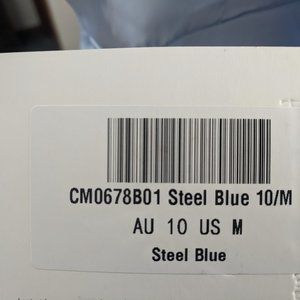 CM0678B01 Steel Blue 10/M
AU 10 US M
Steel Blue